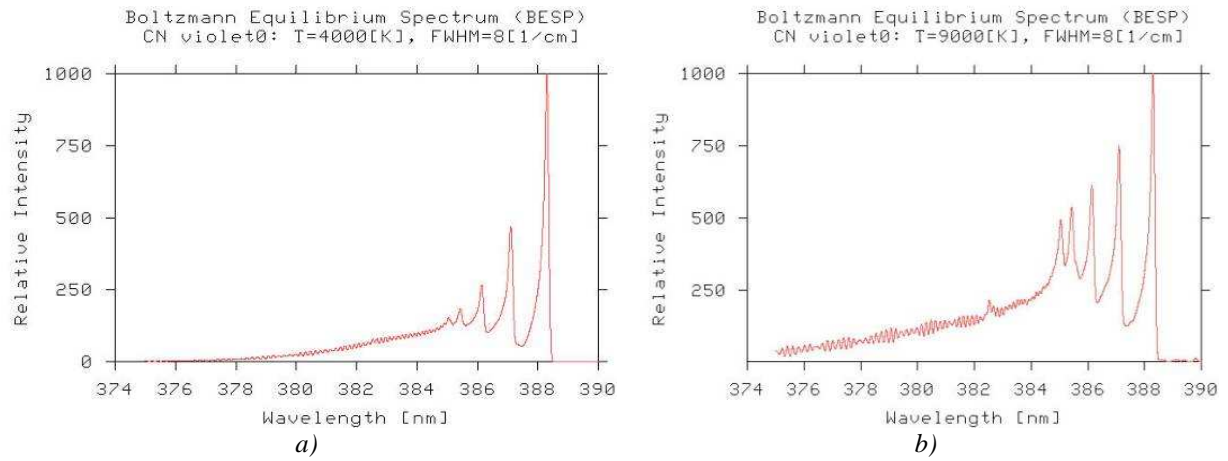 Boltzmann Equilibrium Spectrum (BESP)
CN violet0: T=4000[K], FWHM=8[1/cm]
1000
750
500
250
0
Relative Intensity
374 376 378 380 382 384 386 388 390
Wavelength [nm]
a)
Boltzmann Equilibrium Spectrum (BESP)
CN violet0: T=9000[K], FWHM=8[1/cm]
1000
750
500
250
0
Relative Intensity
374 376 378 380 382 384 386 388 390
Wavelength [nm]
b)